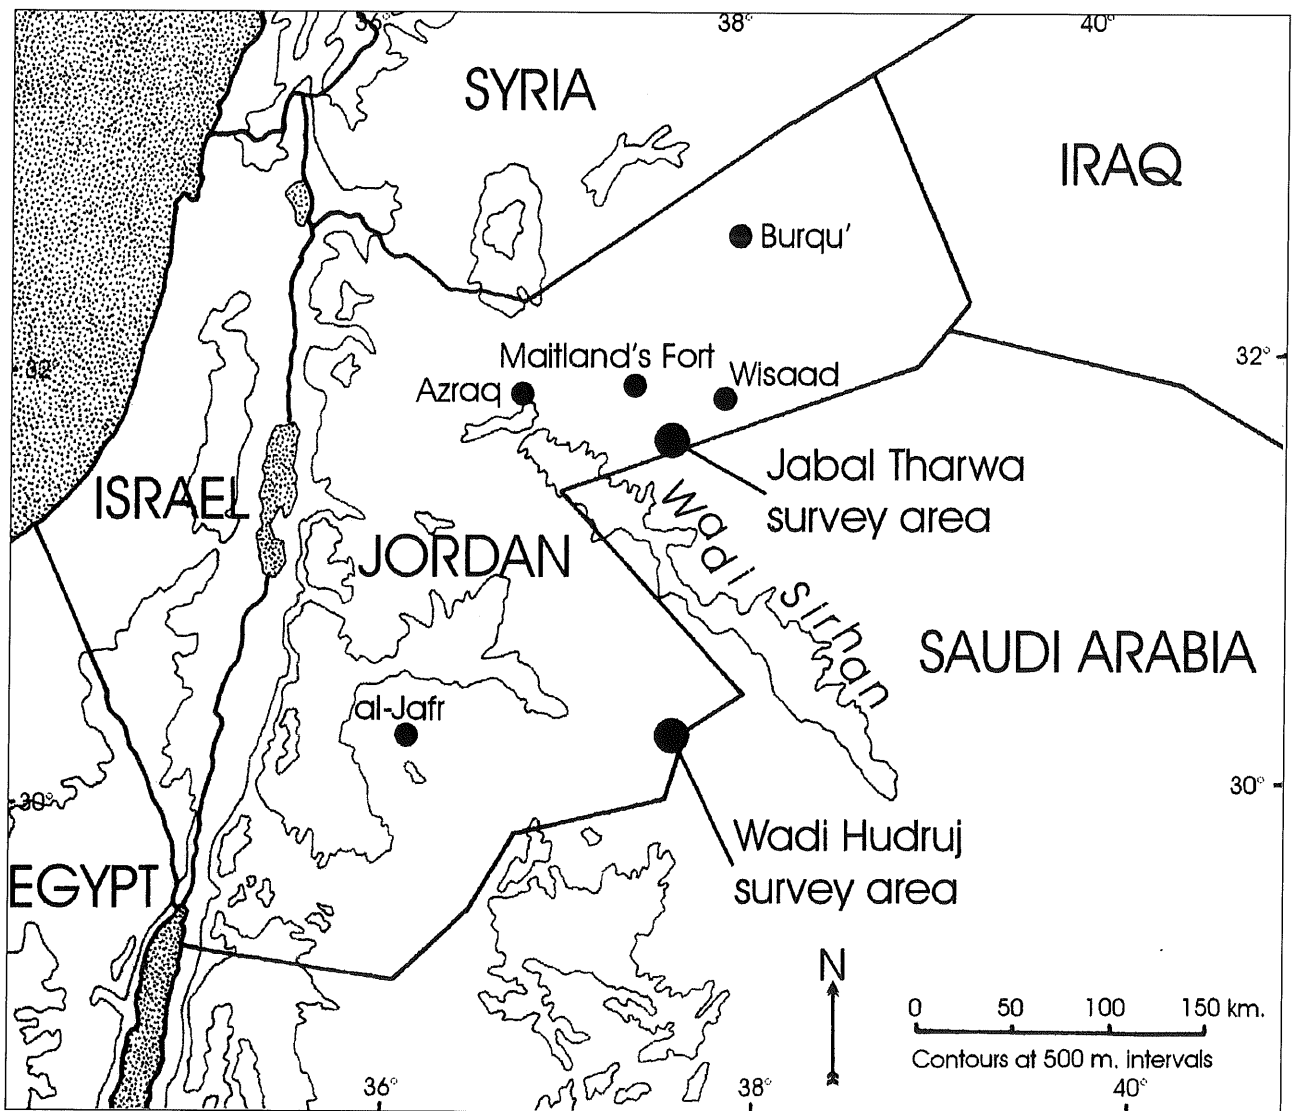 36°
38°
40°
SYRIA
IRAQ
Burqu'
Maitland's Fort
32°
32
Azraq
Wisaad
Jabal Tharwa
survey area
ISRAEL
JORDAN
Wadi Sirhan
SAUDI ARABIA
al-Jafr
30°
30°
Wadi Hudruj
survey area
EGYPT
N
0 50 100 150 km.
Contours at 500 m. intervals
36°
38°
40°